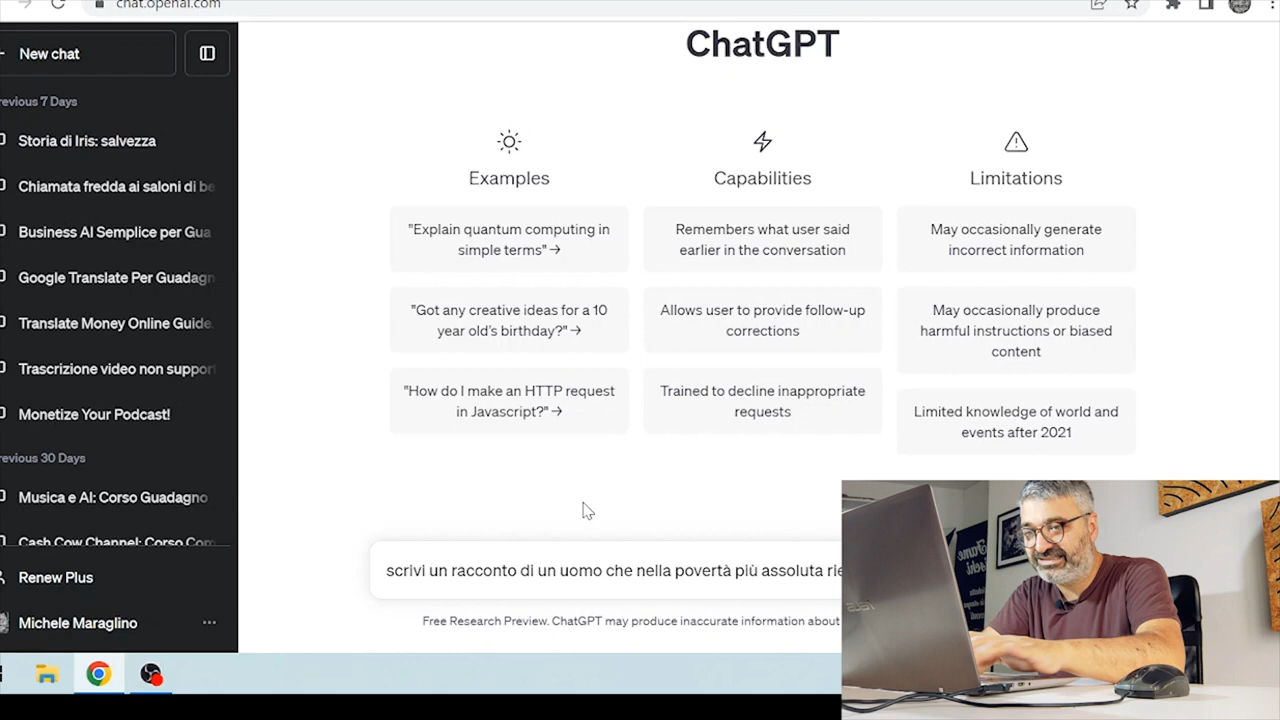 chat.openai.com
New chat
revious 7 Days
Storia di Iris: salvezza
Chiamata fredda ai saloni di be
Business AI Semplice per Gua
Google Translate Per Guadagn
Translate Money Online Guide.
Trascrizione video non suppor
Monetize Your Podcast!
revious 30 Days
Musica e AI: Corso Guadagno
Cash Cow Channel: Corso Com
Renew Plus
Michele Maraglino
ChatGPT
Examples
"Explain quantum computing in
simple terms" →
"Got any creative ideas for a 10
year old's birthday?" →
"How do I make an HTTP request
in Javascript?" →
Capabilities
Remembers what user said
earlier in the conversation
Allows user to provide follow-up
corrections
Trained to decline inappropriate
requests
Limitations
May occasionally generate
incorrect information
May occasionally produce
harmful instructions or biased
content
Limited knowledge of world and
events after 2021
scrivi un racconto di un uomo che nella povertà più assoluta rie
Free Research Preview. ChatGPT may produce inaccurate information about